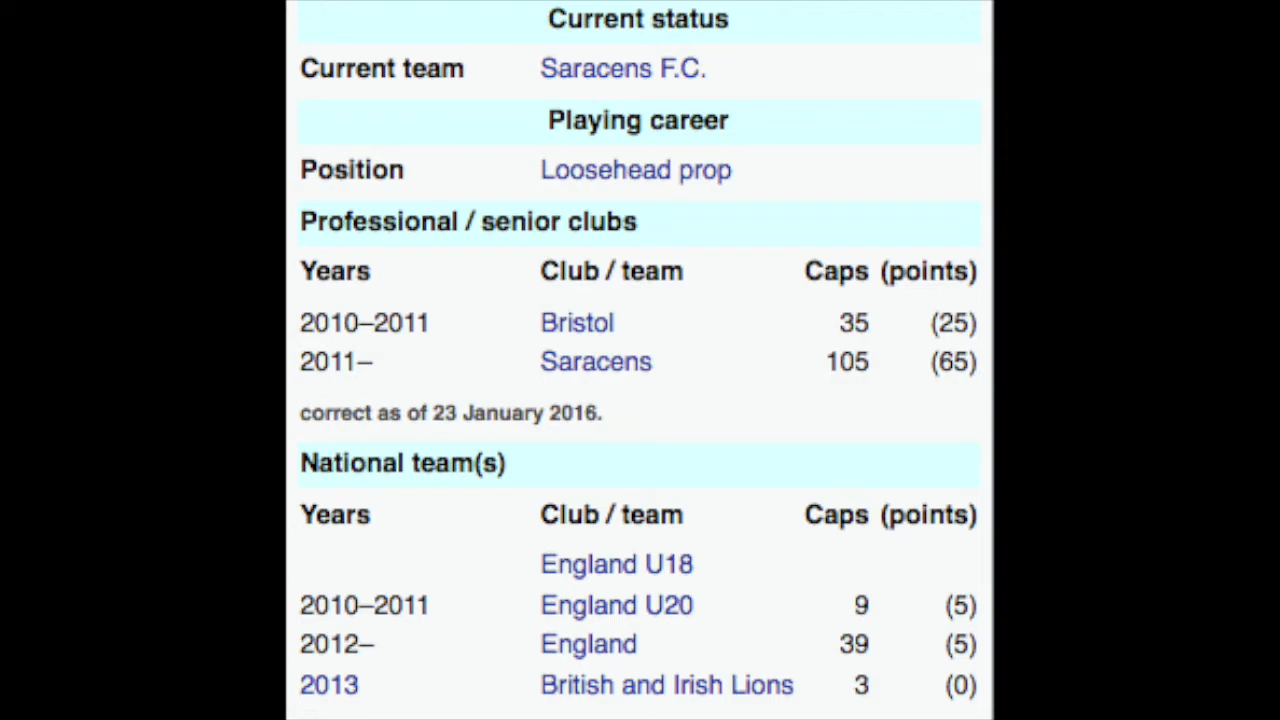 Current status
Current team Saracens F.C.
Playing career
Position Loosehead prop
Professional / senior clubs
Years Club / team Caps (points)
2010–2011 Bristol 35 (25)
2011– Saracens 105 (65)
correct as of 23 January 2016.
National team(s)
Years Club / team Caps (points)
England U18
2010–2011 England U20 9 (5)
2012– England 39 (5)
2013 British and Irish Lions 3 (0)